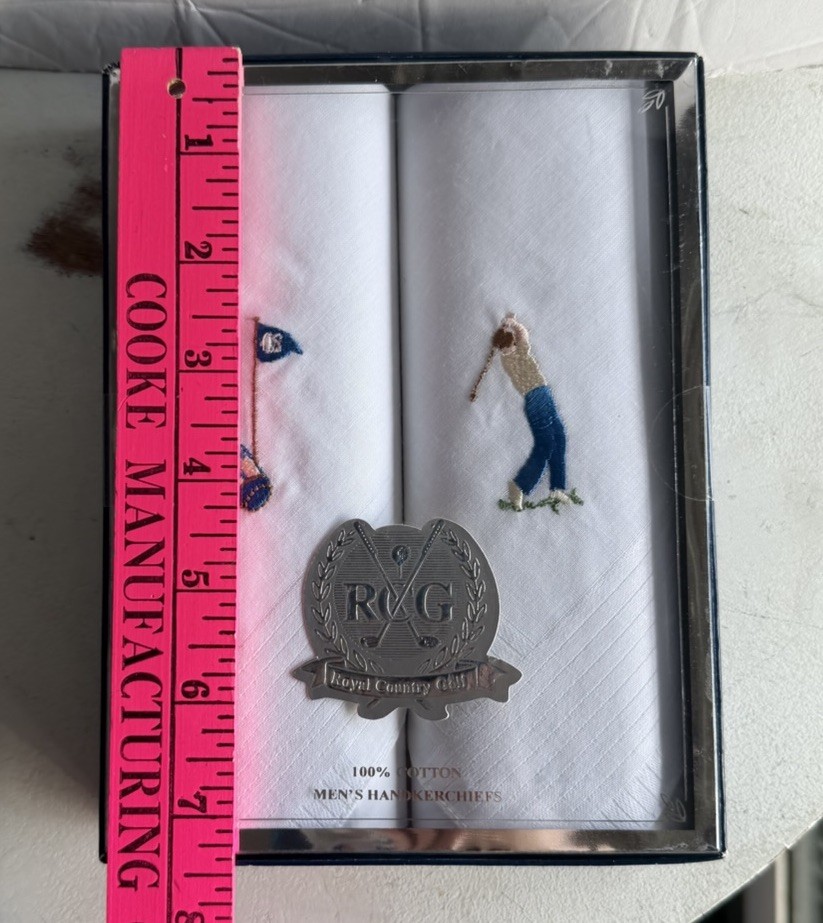 1
2
3
4
5
6
7
8
COOKE MANUFACTURING
RCG
Royal Country Golf
100% COTTON
MEN'S HANDKERCHIEFS